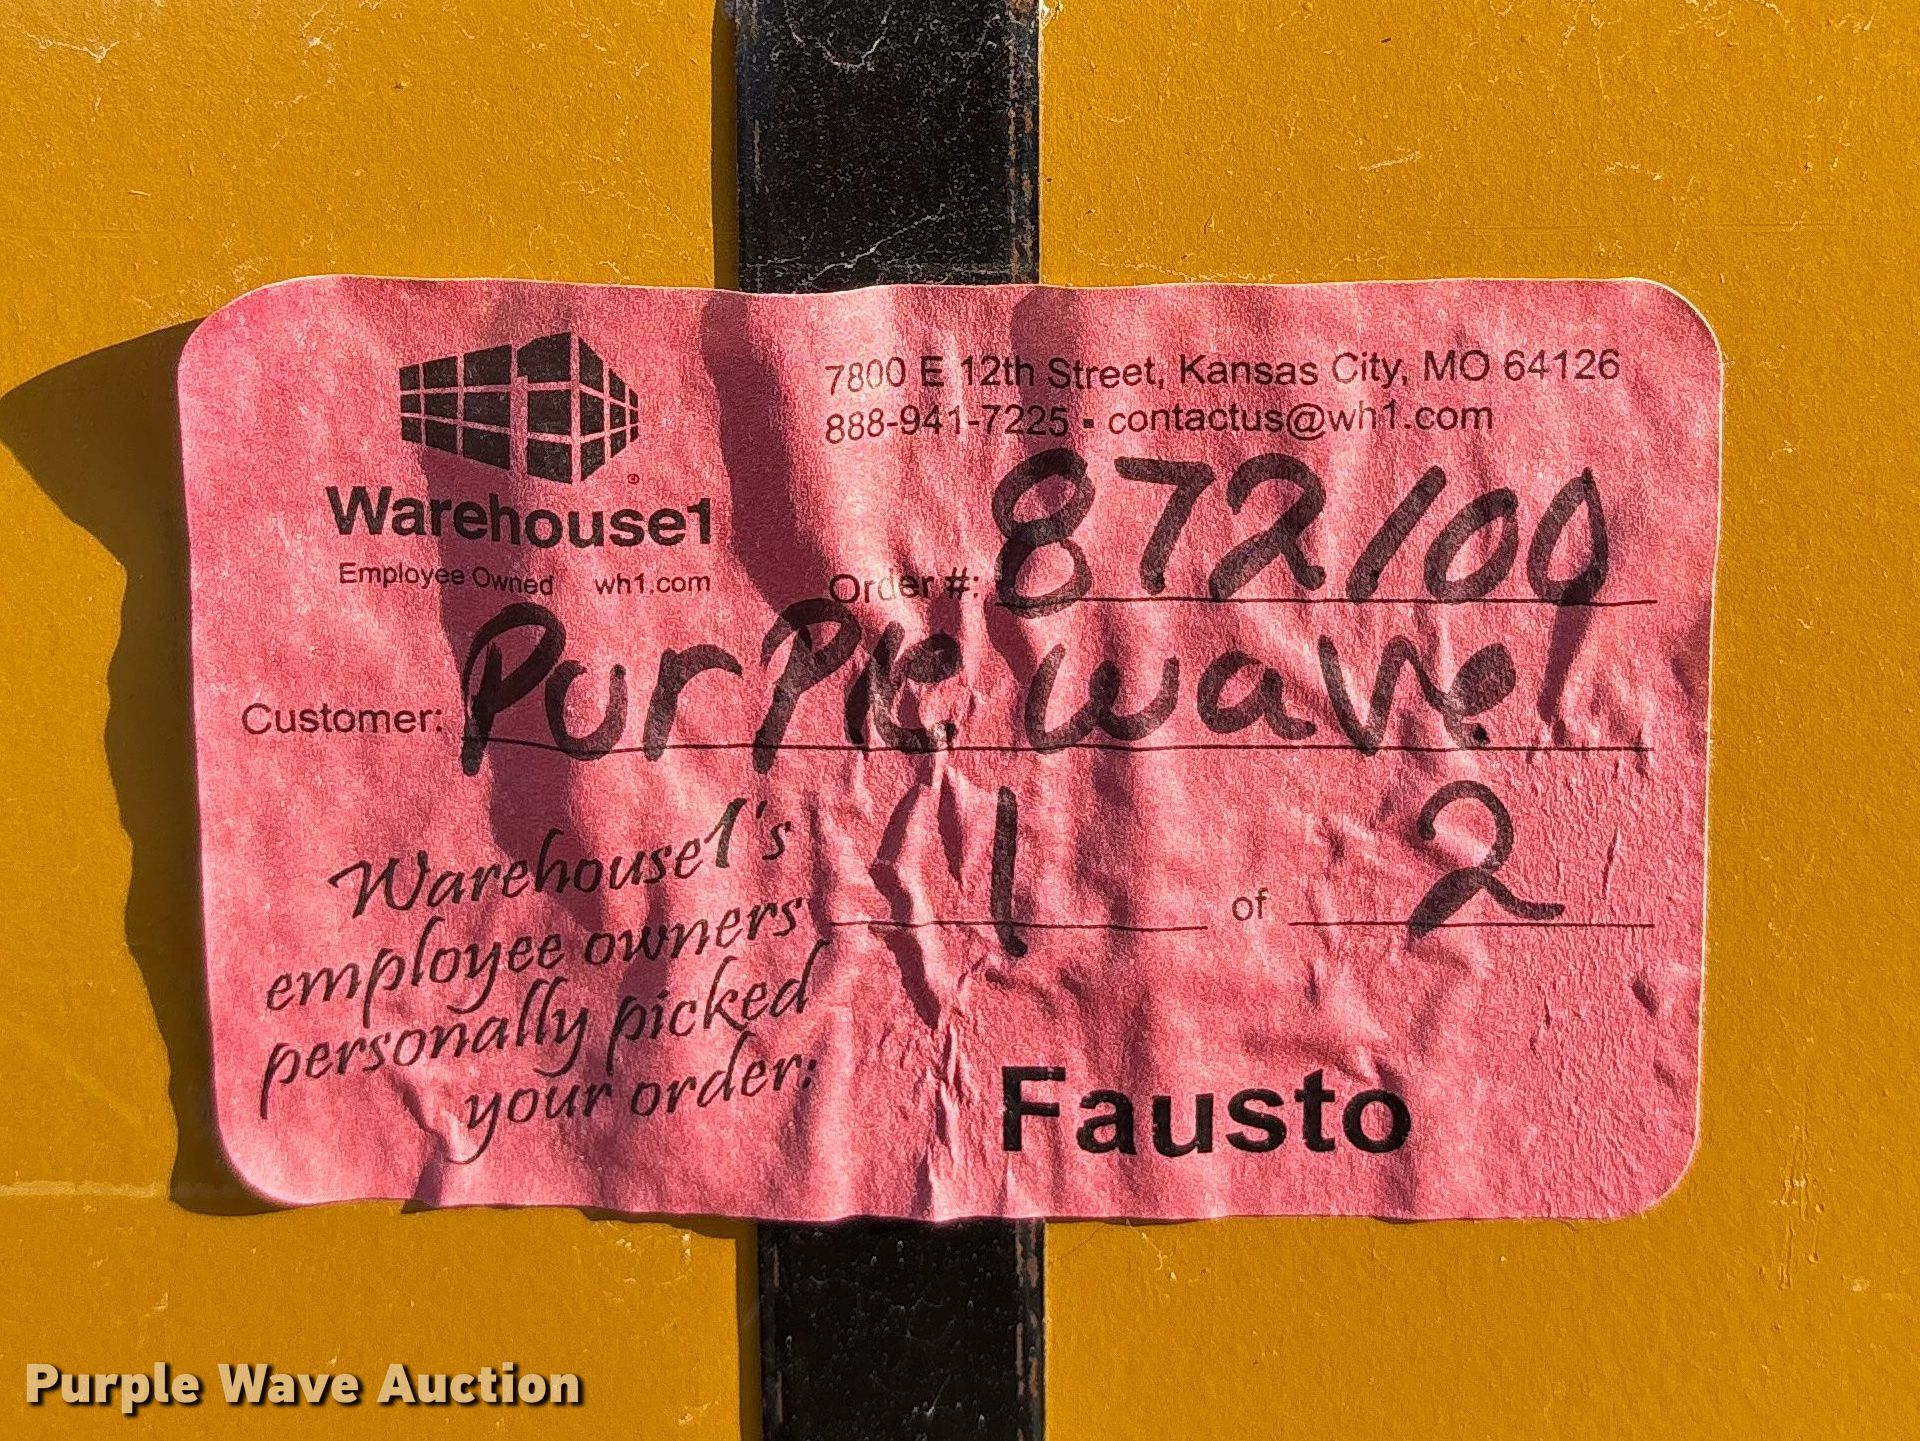 7800 E 12th Street, Kansas City, MO 64126
888-941-7225 ▪ contactus@wh1.com
Warehouse1®
Employee Owned wh1.com
Order #: 872100
Customer: Purple wave!
1 of 2
Warehouse1's
employee owners
personally picked
your order:
Fausto
Purple Wave Auction